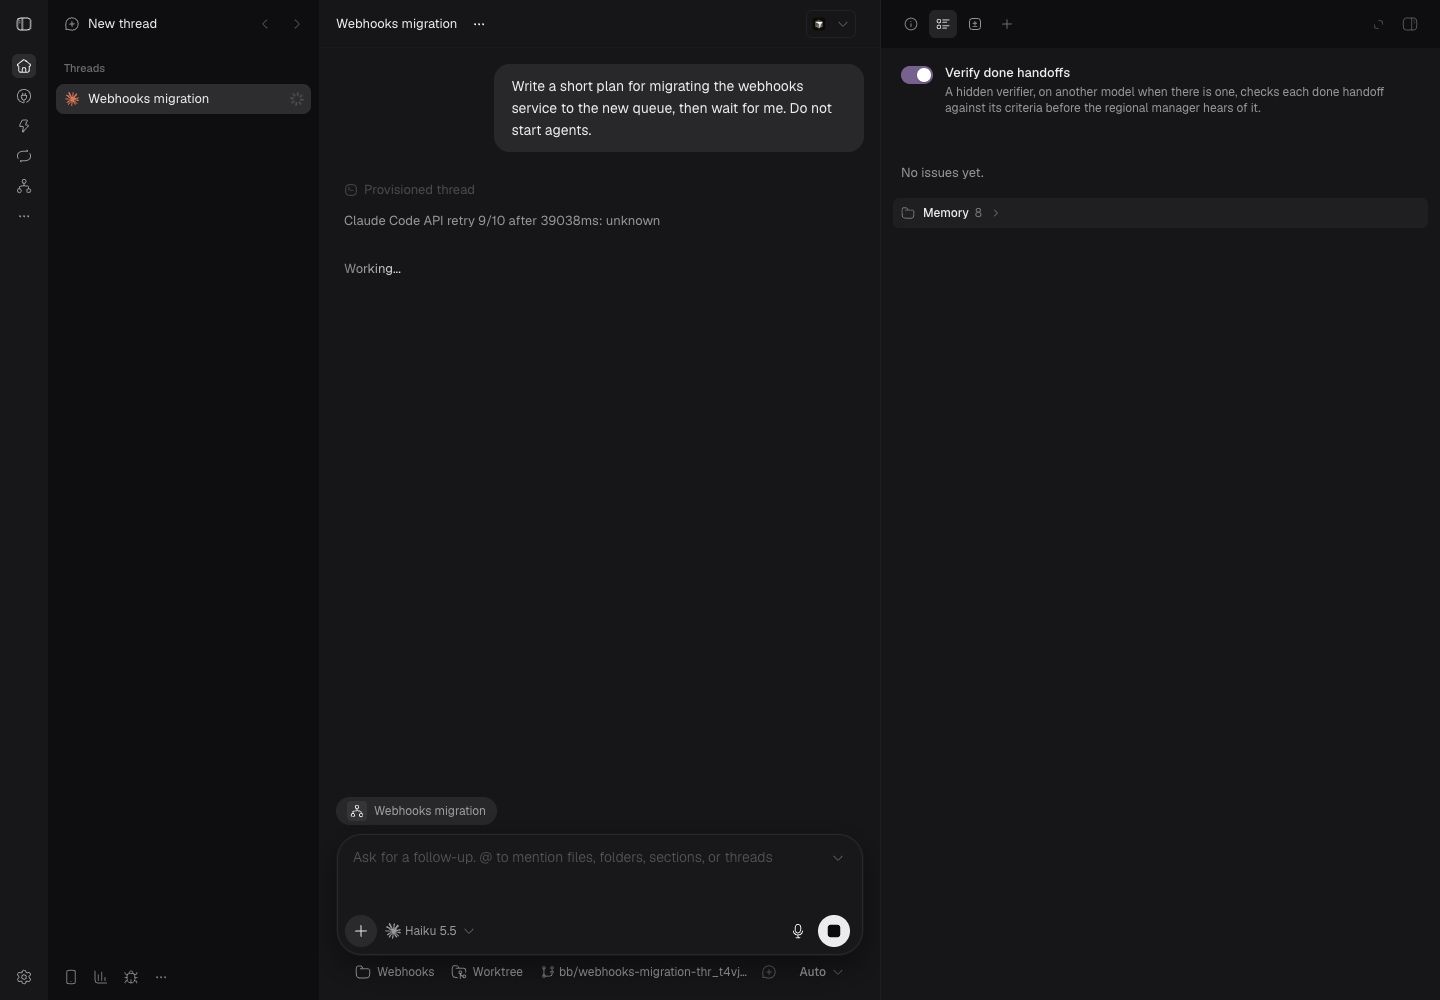 New thread
Threads
Webhooks migration
Webhooks migration
Write a short plan for migrating the webhooks
service to the new queue, then wait for me. Do not
start agents.
Provisioned thread
Claude Code API retry 9/10 after 39038ms: unknown
Working...
Webhooks migration
Ask for a follow-up. @ to mention files, folders, sections, or threads
Haiku 5.5
Webhooks
Worktree
bb/webhooks-migration-thr_t4vj...
Auto
Verify done handoffs
A hidden verifier, on another model when there is one, checks each done handoff
against its criteria before the regional manager hears of it.
No issues yet.
Memory 8